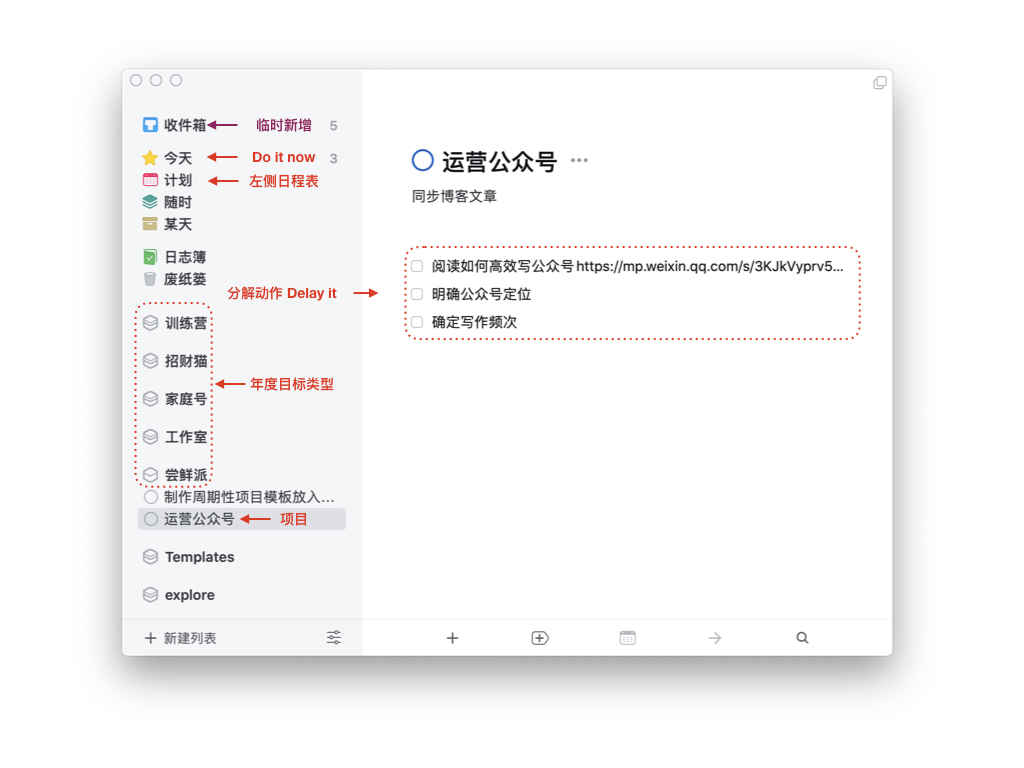 收件箱 临时新增 5
今天 Do it now 3
计划 左侧日程表
随时
某天
日志簿
废纸篓
训练营
招财猫
家庭号
年度目标类型
工作室
尝鲜派
制作周期性项目模板放入...
运营公众号 项目
Templates
explore
新建列表
运营公众号
同步博客文章
分解动作 Delay it
阅读如何高效写公众号https://mp.weixin.qq.com/s/3KJkVyprv5...
明确公众号定位
确定写作频次